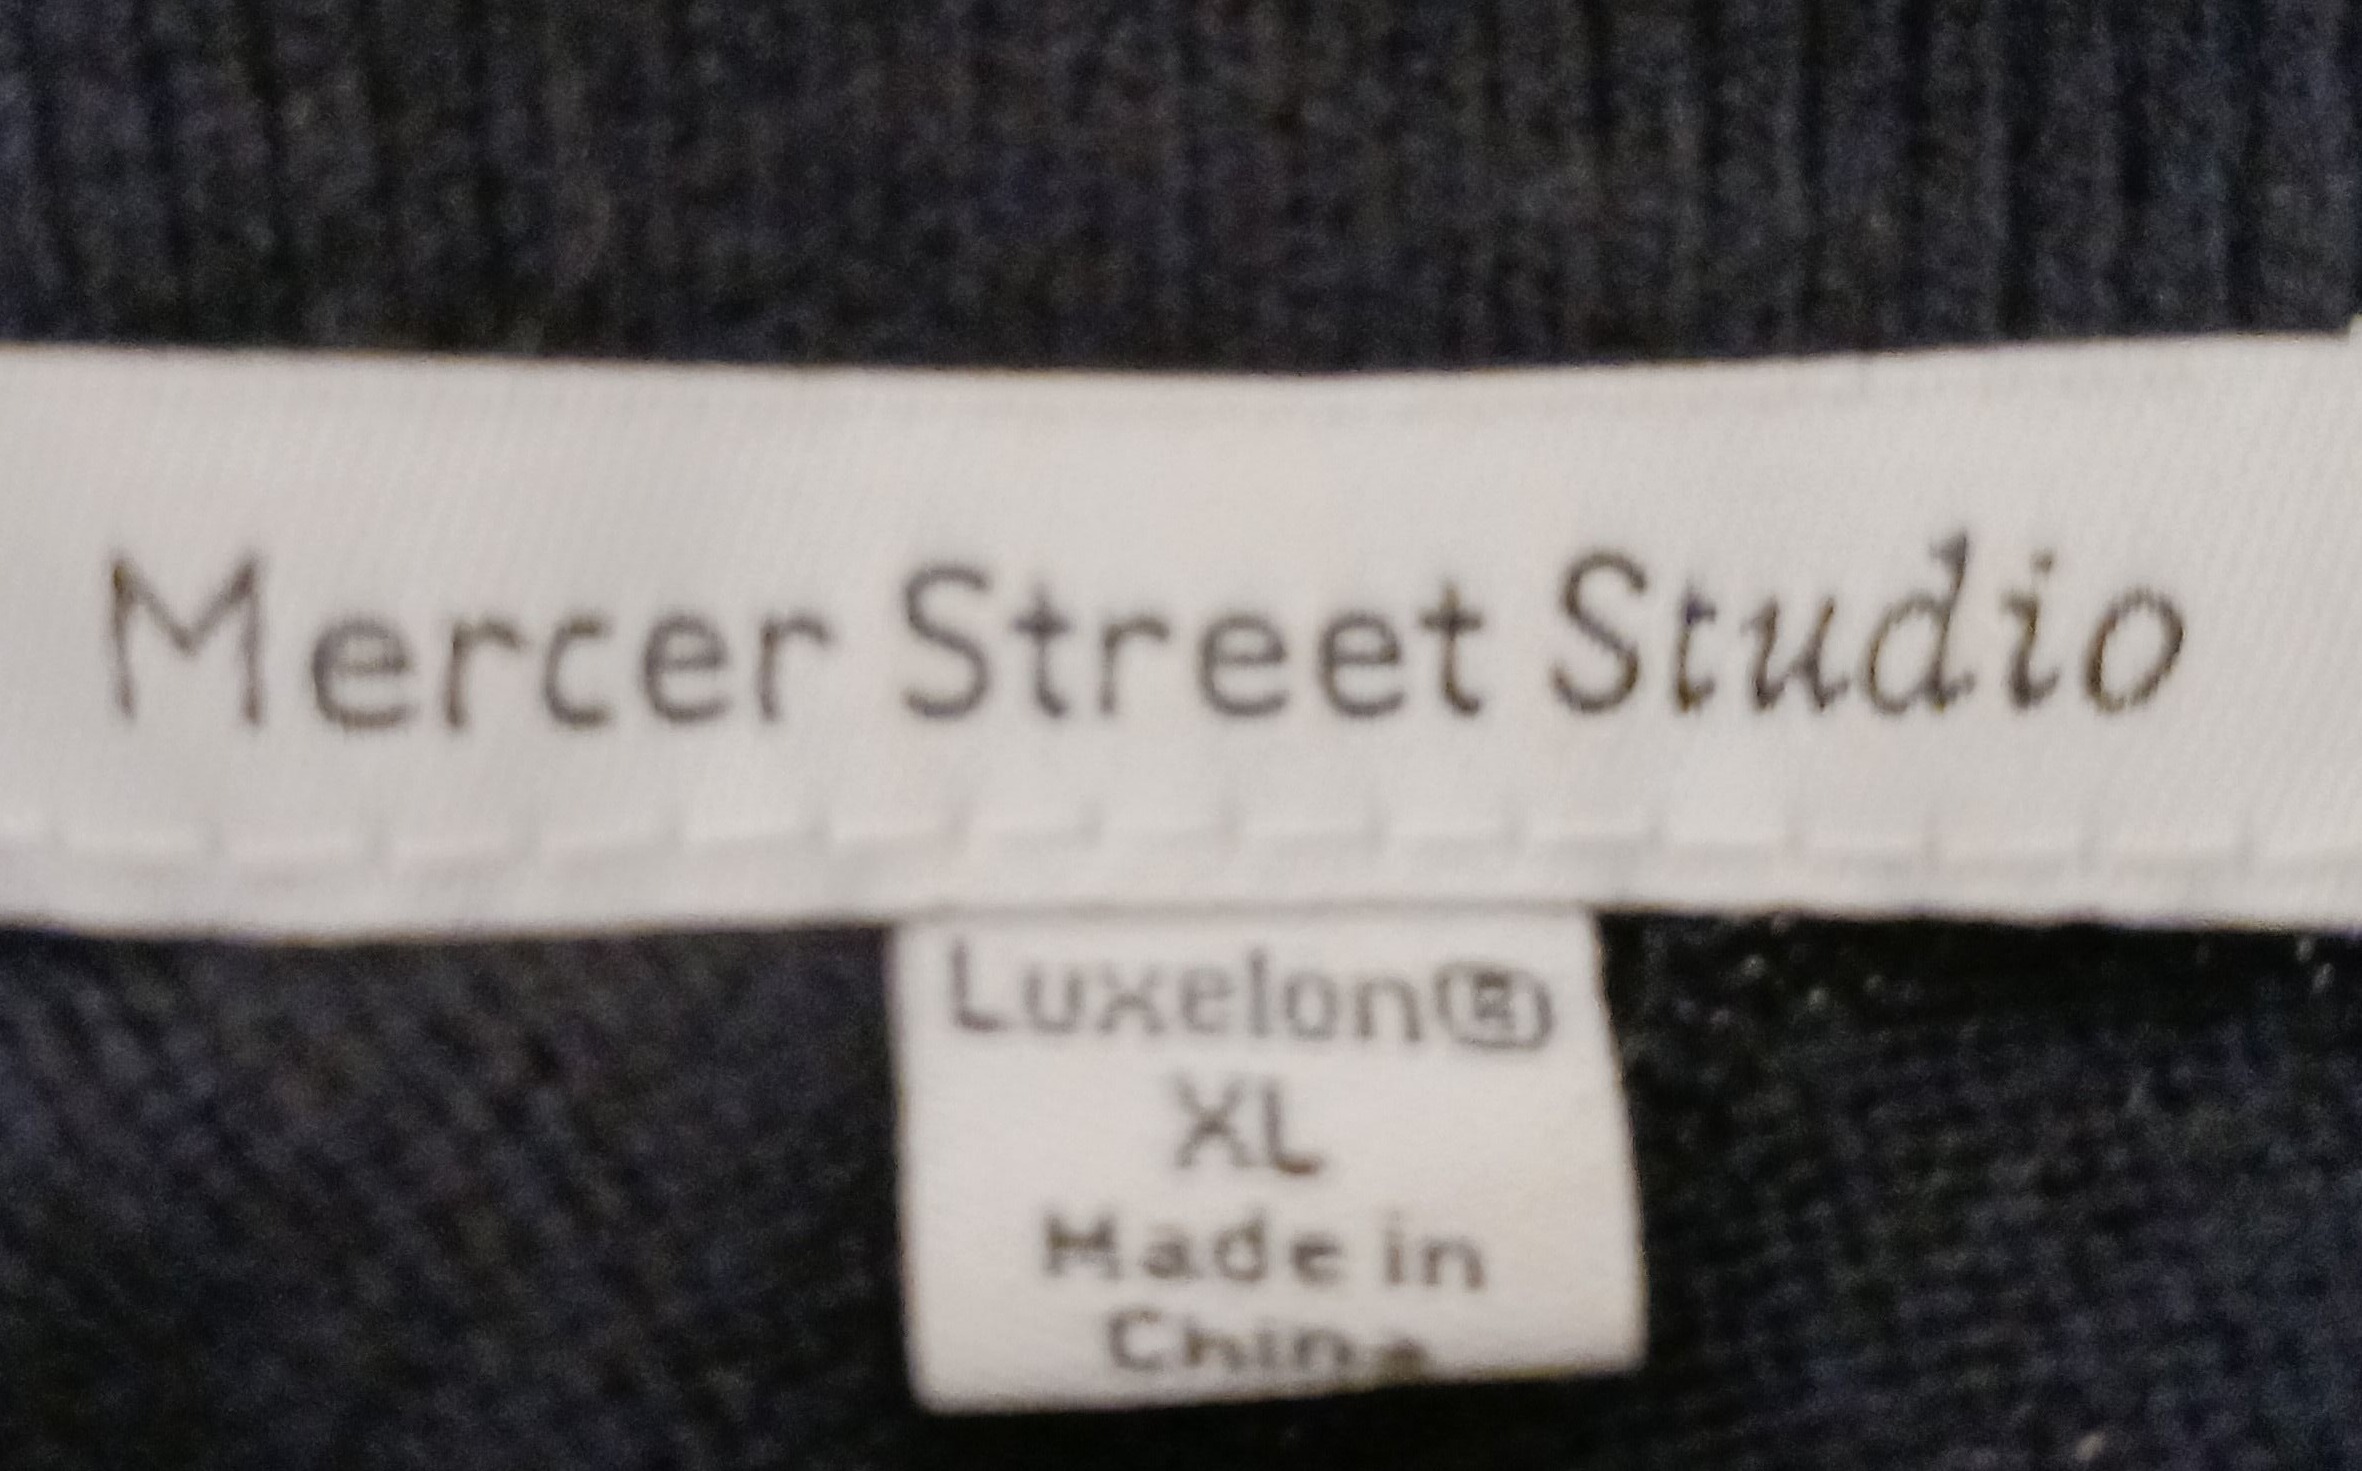 Mercer Street Studio
Luxelon®
XL
Made in
China